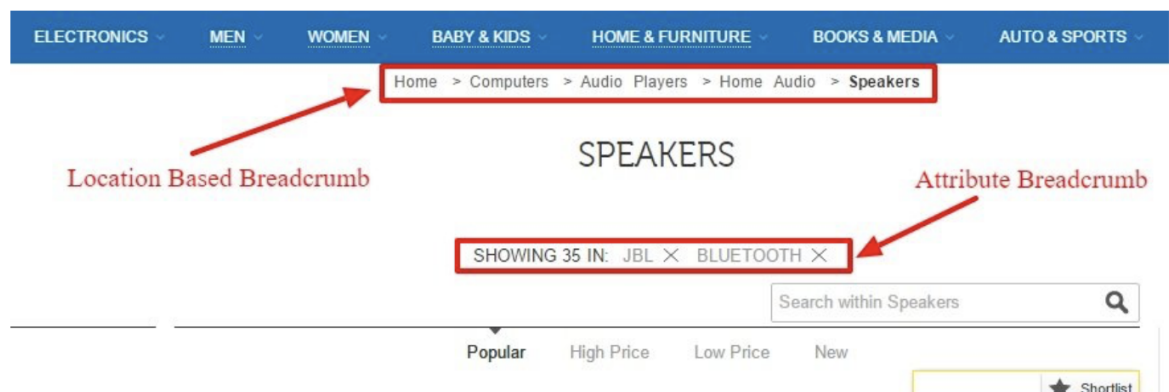 ELECTRONICS MEN WOMEN BABY & KIDS HOME & FURNITURE BOOKS & MEDIA AUTO & SPORTS
Home > Computers > Audio Players > Home Audio > Speakers
SPEAKERS
Location Based Breadcrumb
Attribute Breadcrumb
SHOWING 35 IN: JBL × BLUETOOTH ×
Search within Speakers
Popular High Price Low Price New
Shortlist